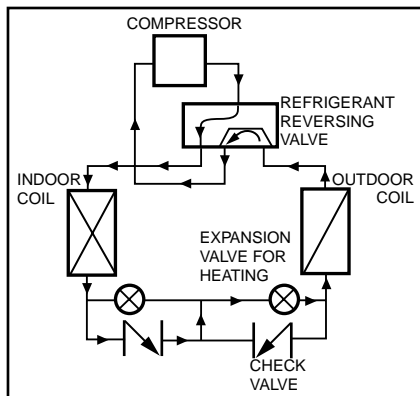 COMPRESSOR
REFRIGERANT
REVERSING
VALVE
INDOOR
COIL
OUTDOOR
COIL
EXPANSION
VALVE FOR
HEATING
CHECK
VALVE